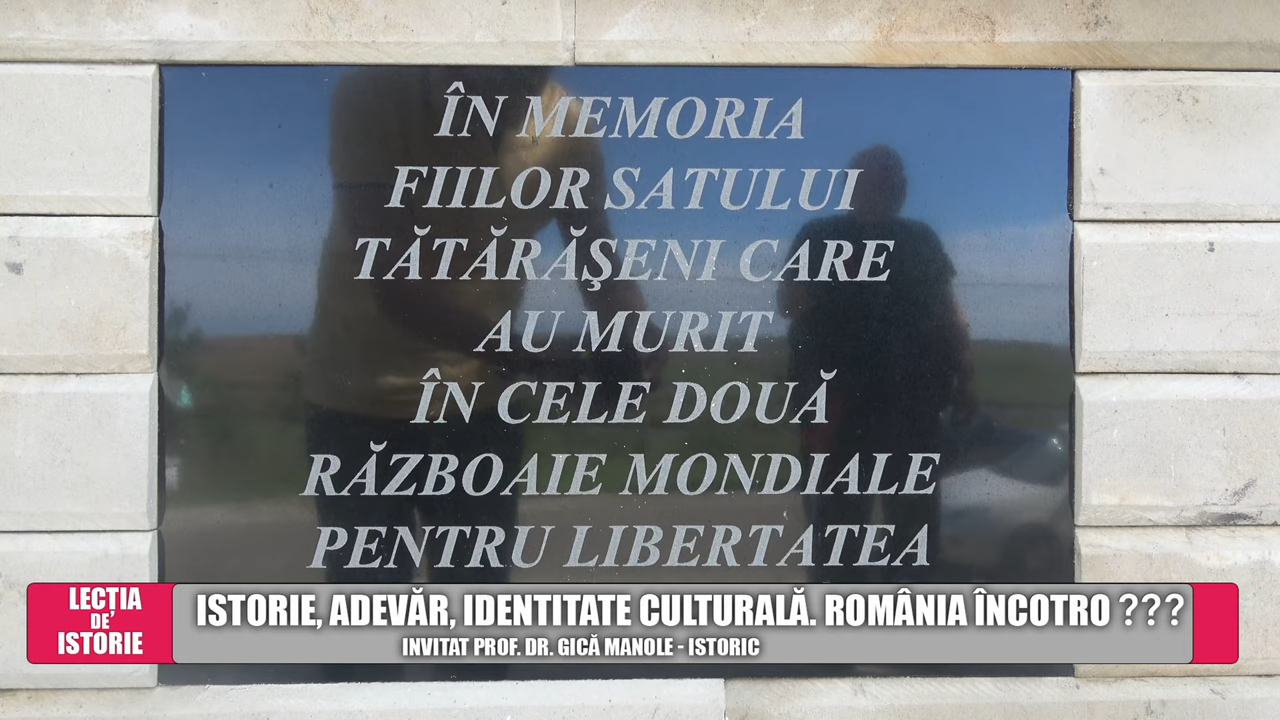 ÎN MEMORIA
FIILOR SATULUI
TĂTĂRĂŞENI CARE
AU MURIT
ÎN CELE DOUĂ
RĂZBOAIE MONDIALE
PENTRU LIBERTATEA
LECȚIA
DE
ISTORIE
ISTORIE, ADEVĂR, IDENTITATE CULTURALĂ. ROMÂNIA ÎNCOTRO ???
INVITAT PROF. DR. GICĂ MANOLE - ISTORIC